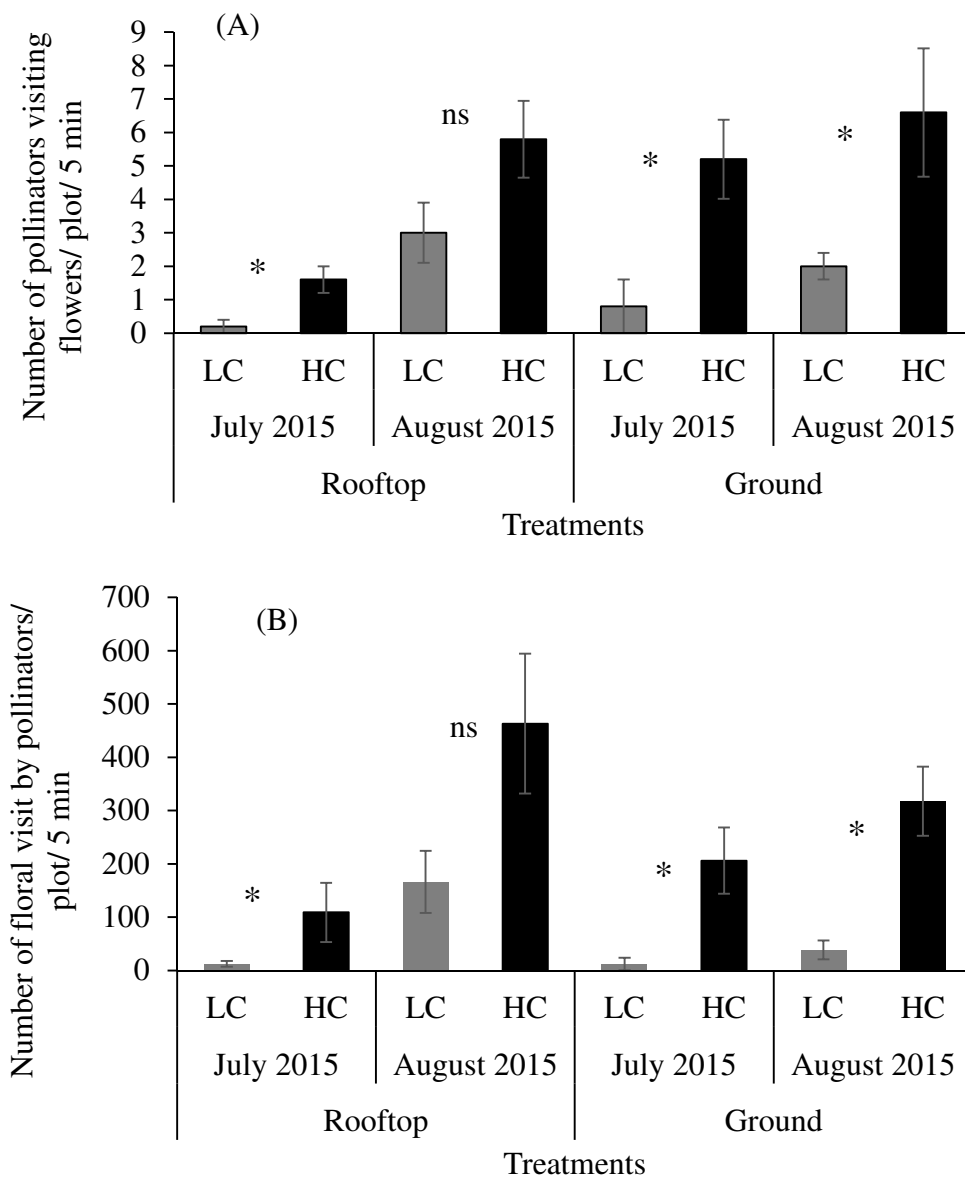 (A)
Number of pollinators visiting
flowers/ plot/ 5 min
9
8
7
6
5
4
3
2
1
0
*
ns
*
*
LC HC LC HC LC HC LC HC
July 2015 August 2015 July 2015 August 2015
Rooftop Ground
Treatments
(B)
Number of floral visit by pollinators/
plot/ 5 min
700
600
500
400
300
200
100
0
*
ns
*
*
LC HC LC HC LC HC LC HC
July 2015 August 2015 July 2015 August 2015
Rooftop Ground
Treatments